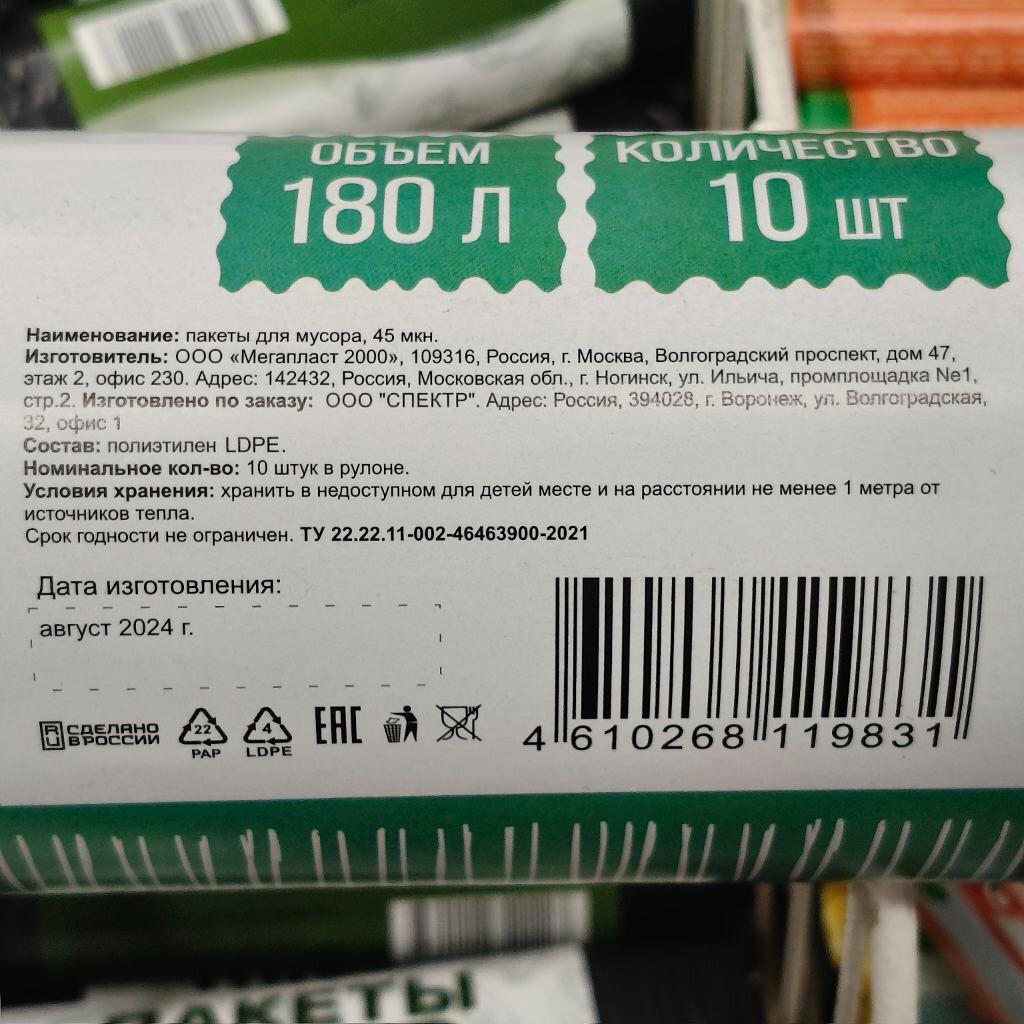 ОБЪЕМ
180 Л
КОЛИЧЕСТВО
10 ШТ
Наименование: пакеты для мусора, 45 мкн.
Изготовитель: ООО «Мегапласт 2000», 109316, Россия, г. Москва, Волгоградский проспект, дом 47,
этаж 2, офис 230. Адрес: 142432, Россия, Московская обл., г. Ногинск, ул. Ильича, промплощадка №1,
стр.2. Изготовлено по заказу: ООО "СПЕКТР". Адрес: Россия, 394028, г. Воронеж, ул. Волгоградская,
32, офис 1
Состав: полиэтилен LDPE.
Номинальное кол-во: 10 штук в рулоне.
Условия хранения: хранить в недоступном для детей месте и на расстоянии не менее 1 метра от
источников тепла.
Срок годности не ограничен. ТУ 22.22.11-002-46463900-2021
Дата изготовления:
август 2024 г.
RU СДЕЛАНО
В РОССИИ
22
PAP
4
LDPE
EAC
4 610268 119831
ПАКЕТЫ